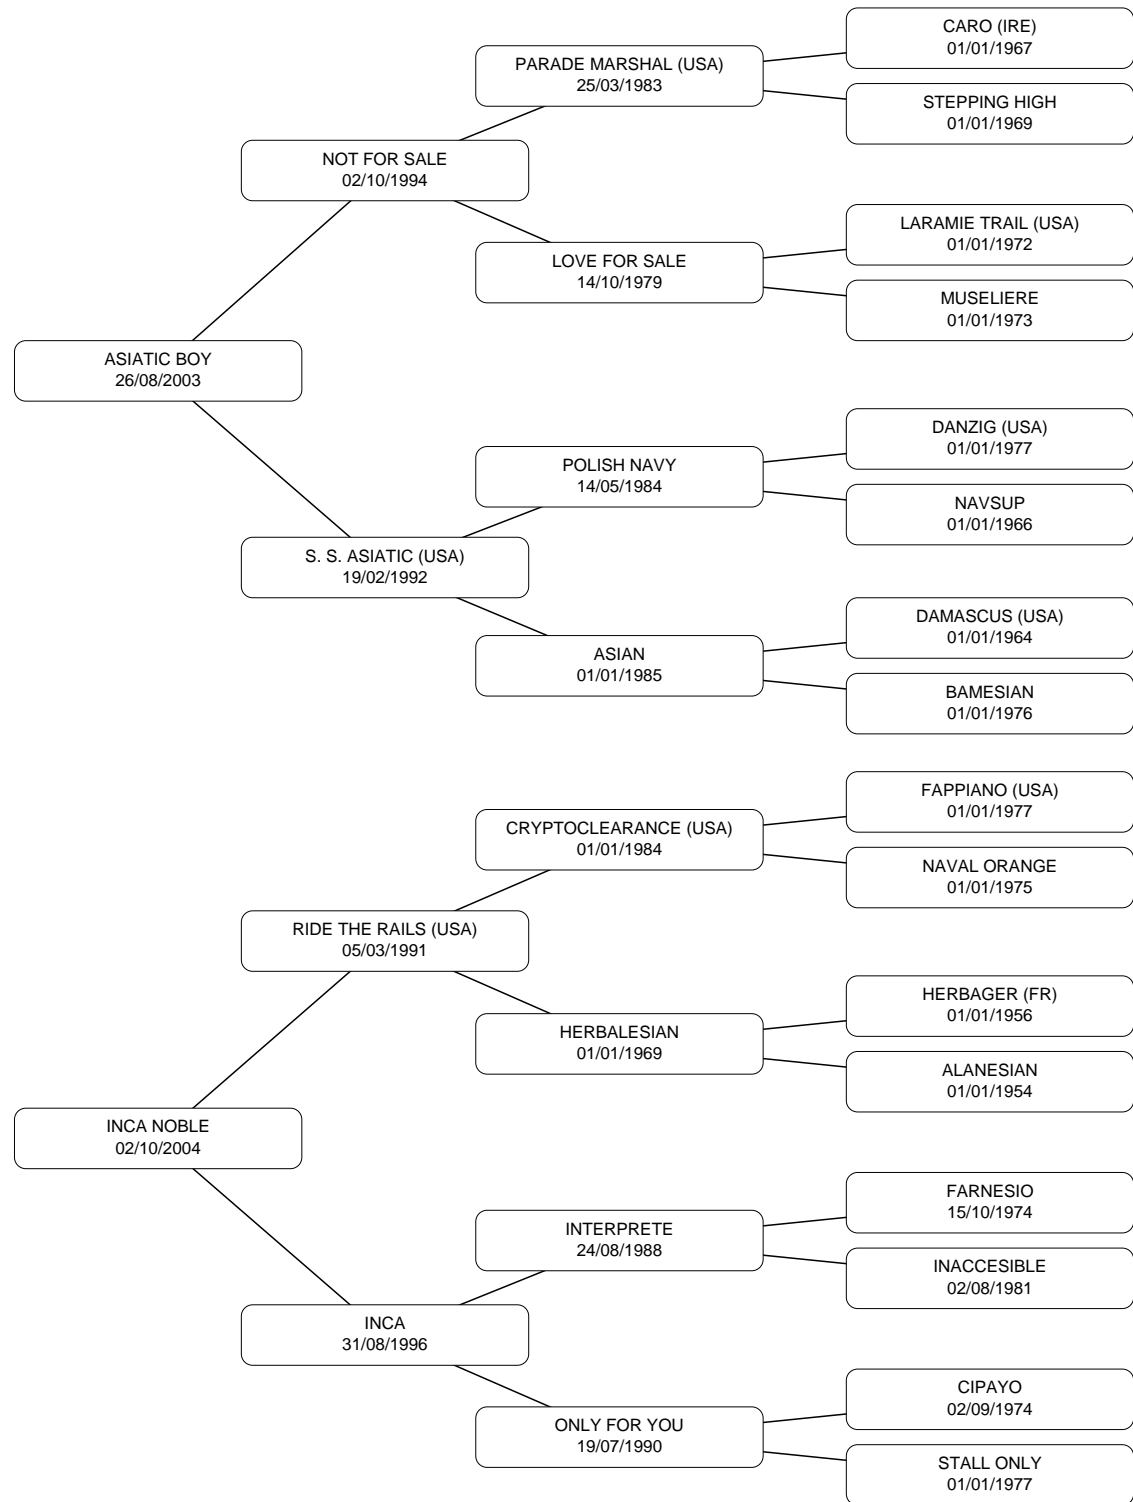 CARO (IRE)
01/01/1967
PARADE MARSHAL (USA)
25/03/1983
STEPPING HIGH
01/01/1969
NOT FOR SALE
02/10/1994
LARAMIE TRAIL (USA)
01/01/1972
LOVE FOR SALE
14/10/1979
MUSELIERE
01/01/1973
ASIATIC BOY
26/08/2003
DANZIG (USA)
01/01/1977
POLISH NAVY
14/05/1984
NAVSUP
01/01/1966
S. S. ASIATIC (USA)
19/02/1992
DAMASCUS (USA)
01/01/1964
ASIAN
01/01/1985
BAMESIAN
01/01/1976
FAPPIANO (USA)
01/01/1977
CRYPTOCLEARANCE (USA)
01/01/1984
NAVAL ORANGE
01/01/1975
RIDE THE RAILS (USA)
05/03/1991
HERBAGER (FR)
01/01/1956
HERBALESIAN
01/01/1969
ALANESIAN
01/01/1954
INCA NOBLE
02/10/2004
FARNESIO
15/10/1974
INTERPRETE
24/08/1988
INACCESIBLE
02/08/1981
INCA
31/08/1996
CIPAYO
02/09/1974
ONLY FOR YOU
19/07/1990
STALL ONLY
01/01/1977